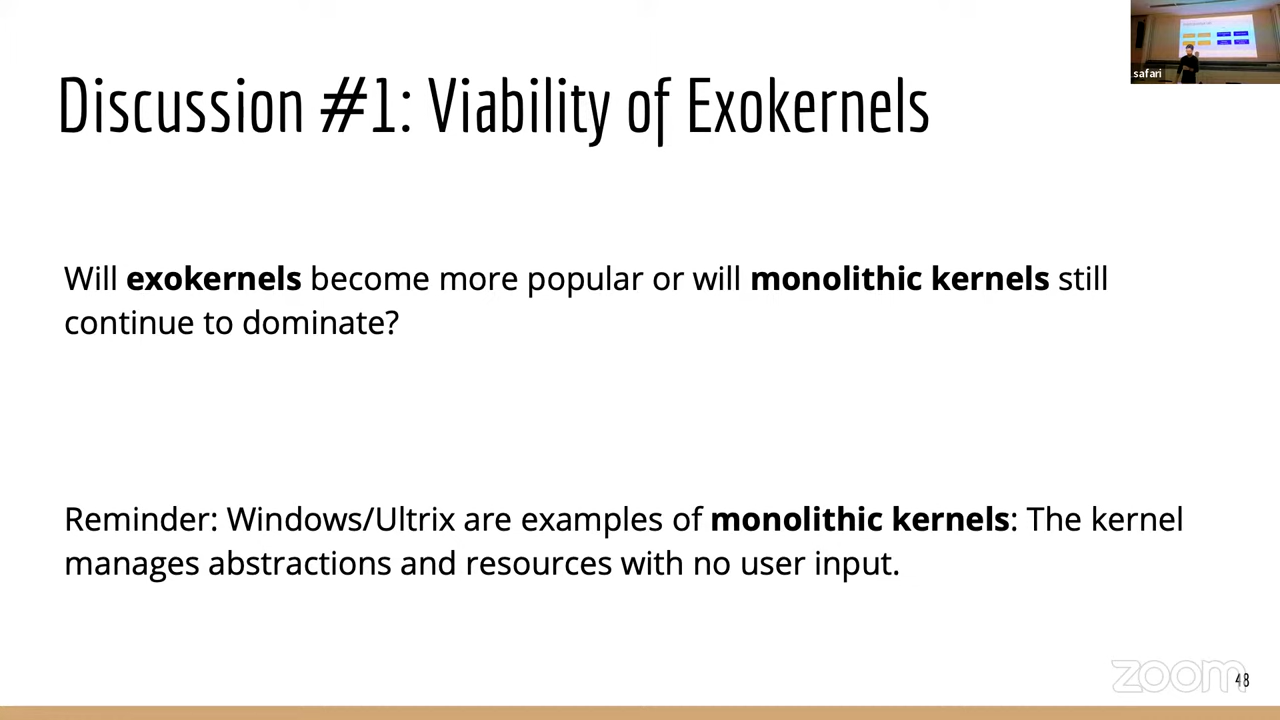 safari
Discussion #1: Viability of Exokernels
Will exokernels become more popular or will monolithic kernels still
continue to dominate?
Reminder: Windows/Ultrix are examples of monolithic kernels: The kernel
manages abstractions and resources with no user input.
zoom
48